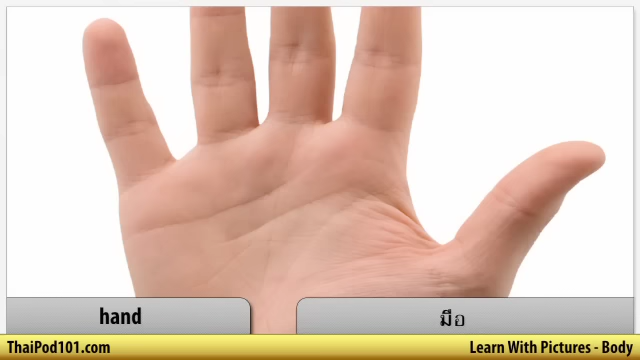 hand
มือ
ThaiPod101.com
Learn With Pictures - Body